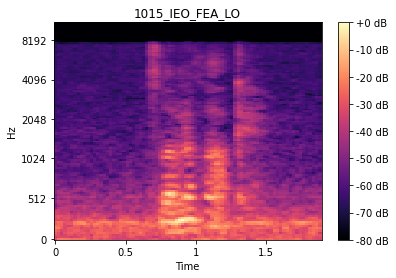 1015_IEO_FEA_LO
+0 dB
8192
-10 dB
4096
-20 dB
-30 dB
2048
Hz
-40 dB
1024
-50 dB
-60 dB
512
-70 dB
0
-80 dB
0
0.5
1
1.5
Time